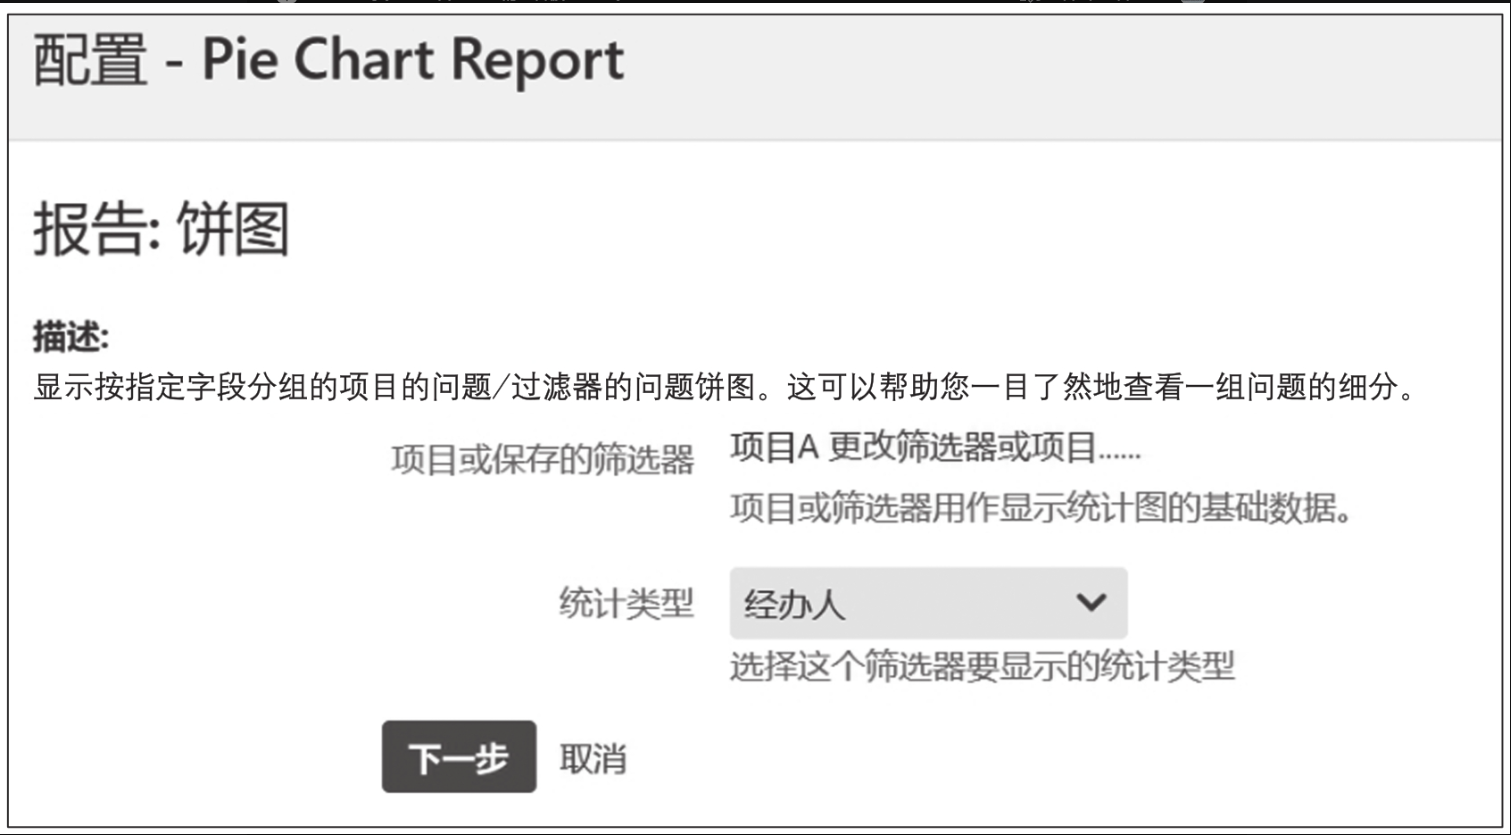 配置 - Pie Chart Report
报告: 饼图
描述:
显示按指定字段分组的项目的问题/过滤器的问题饼图。这可以帮助您一目了然地查看一组问题的细分。
项目或保存的筛选器 项目A 更改筛选器或项目......
项目或筛选器用作显示统计图的基础数据。
统计类型 经办人
选择这个筛选器要显示的统计类型
下一步 取消